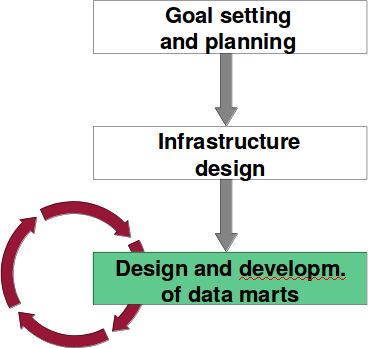 Goal setting
and planning
Infrastructure
design
Design and developm.
of data marts